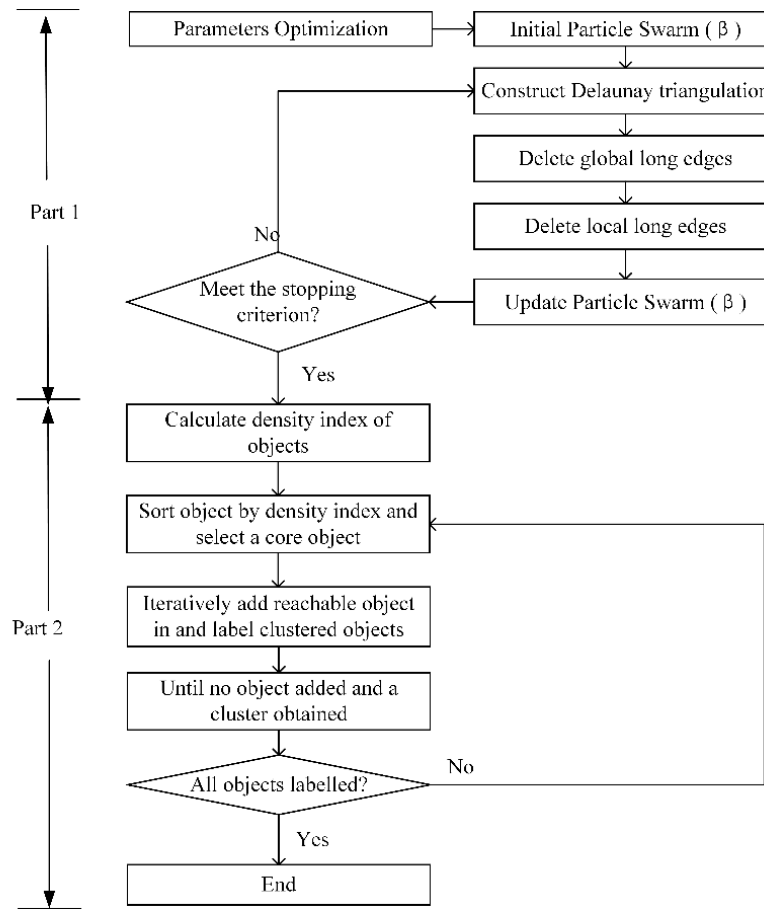 Parameters Optimization
Initial Particle Swarm ( β )
Construct Delaunay triangulation
Delete global long edges
Part 1
Delete local long edges
No
Meet the stopping
criterion?
Update Particle Swarm ( β )
Yes
Calculate density index of
objects
Sort object by density index and
select a core object
Iteratively add reachable object
in and label clustered objects
Part 2
Until no object added and a
cluster obtained
All objects labelled?
No
Yes
End